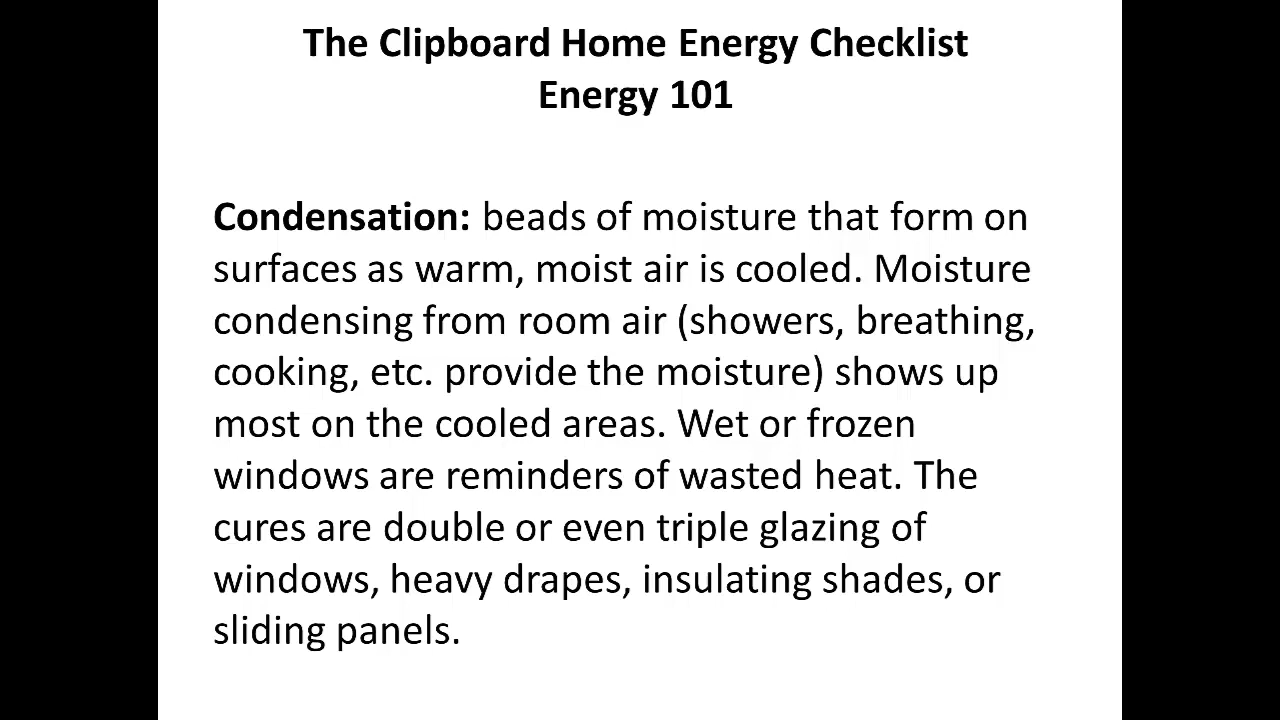 The Clipboard Home Energy Checklist
Energy 101
Condensation: beads of moisture that form on
surfaces as warm, moist air is cooled. Moisture
condensing from room air (showers, breathing,
cooking, etc. provide the moisture) shows up
most on the cooled areas. Wet or frozen
windows are reminders of wasted heat. The
cures are double or even triple glazing of
windows, heavy drapes, insulating shades, or
sliding panels.